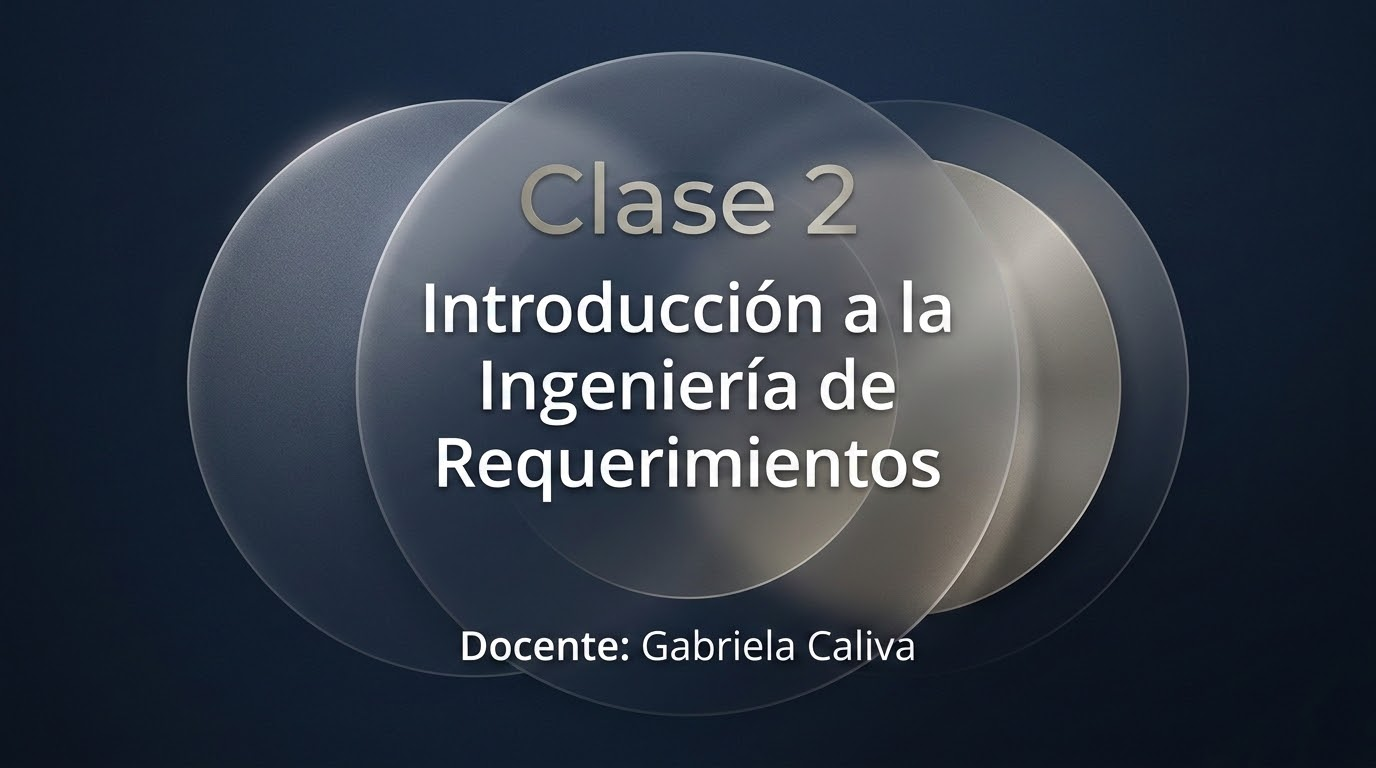 Clase 2
Introducción a la
Ingeniería de
Requerimientos
Docente: Gabriela Caliva